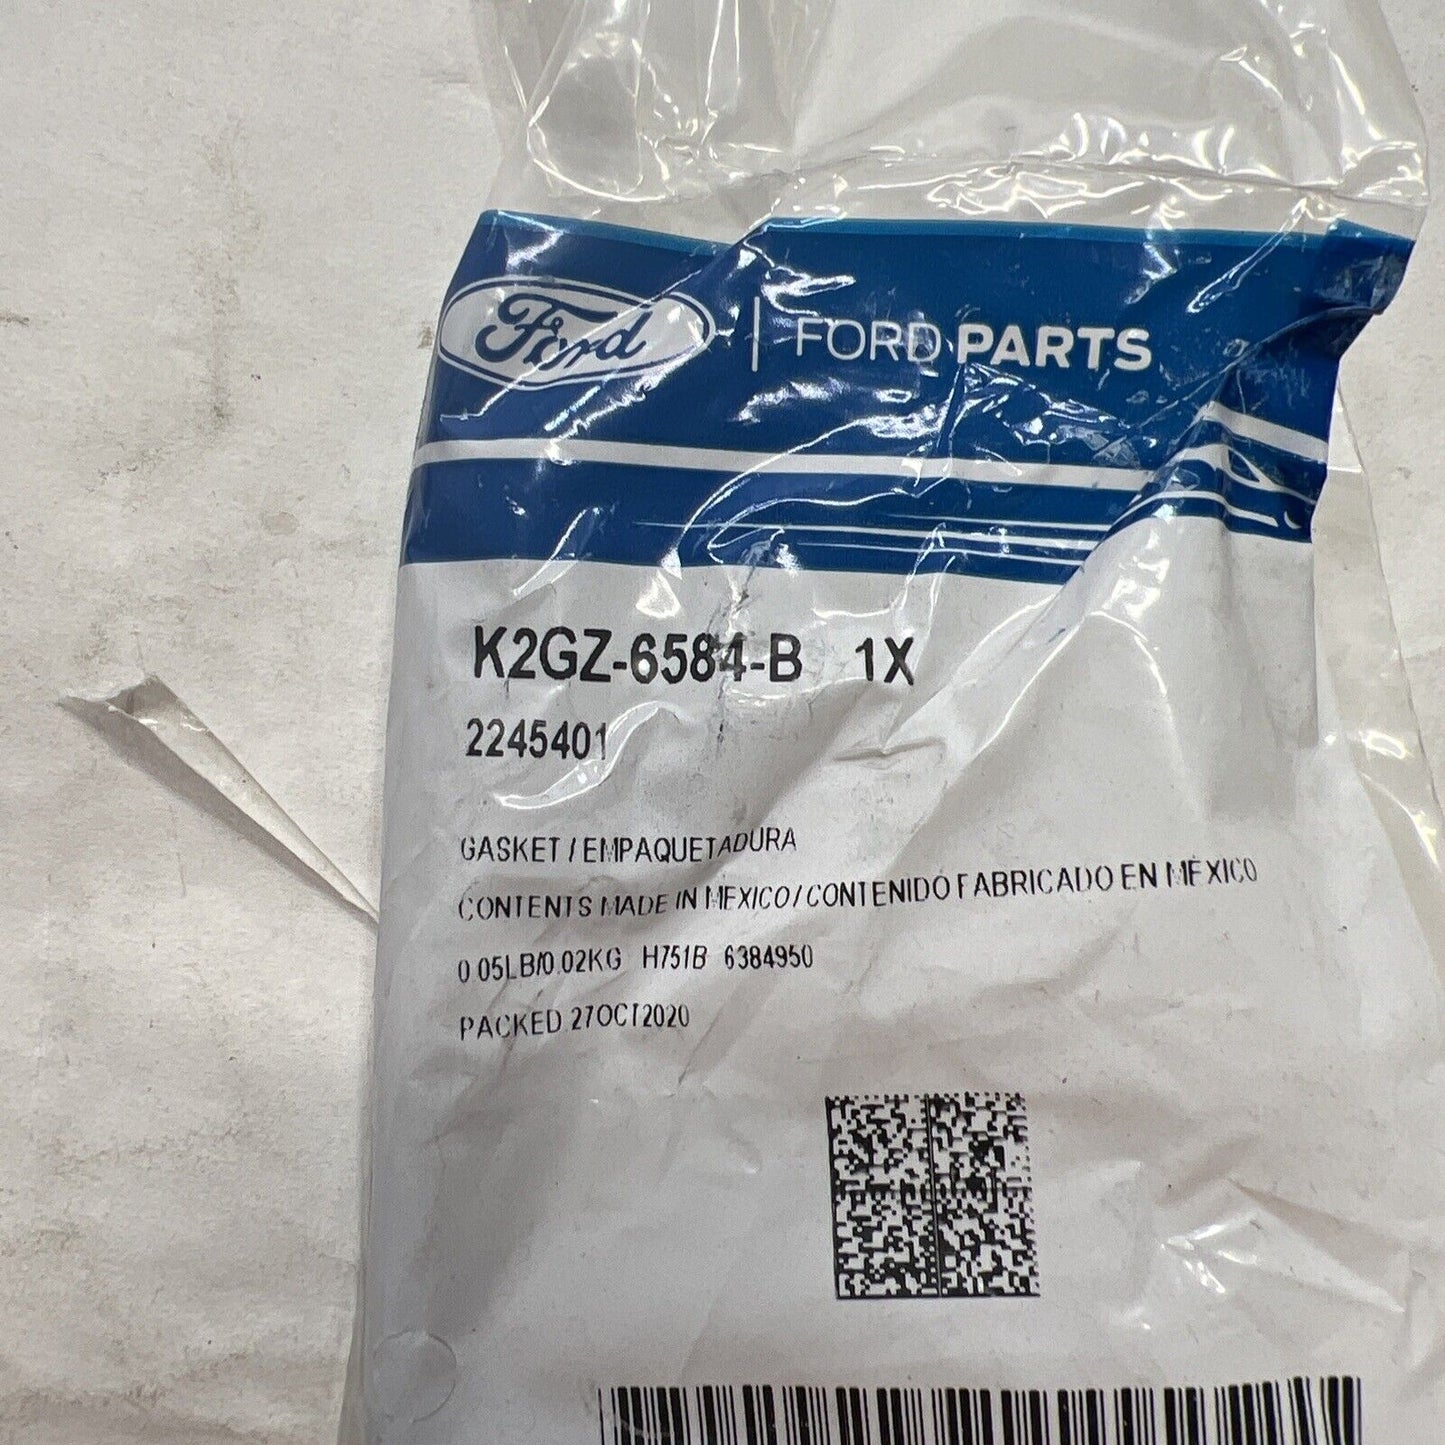 Ford | FORD PARTS
K2GZ-6584-B 1X
2245401
GASKET / EMPAQUETADURA
CONTENTS MADE IN MEXICO / CONTENIDO FABRICADO EN MÉXICO
0.05LB/0.02KG H751B 6384950
PACKED 27OCT2020